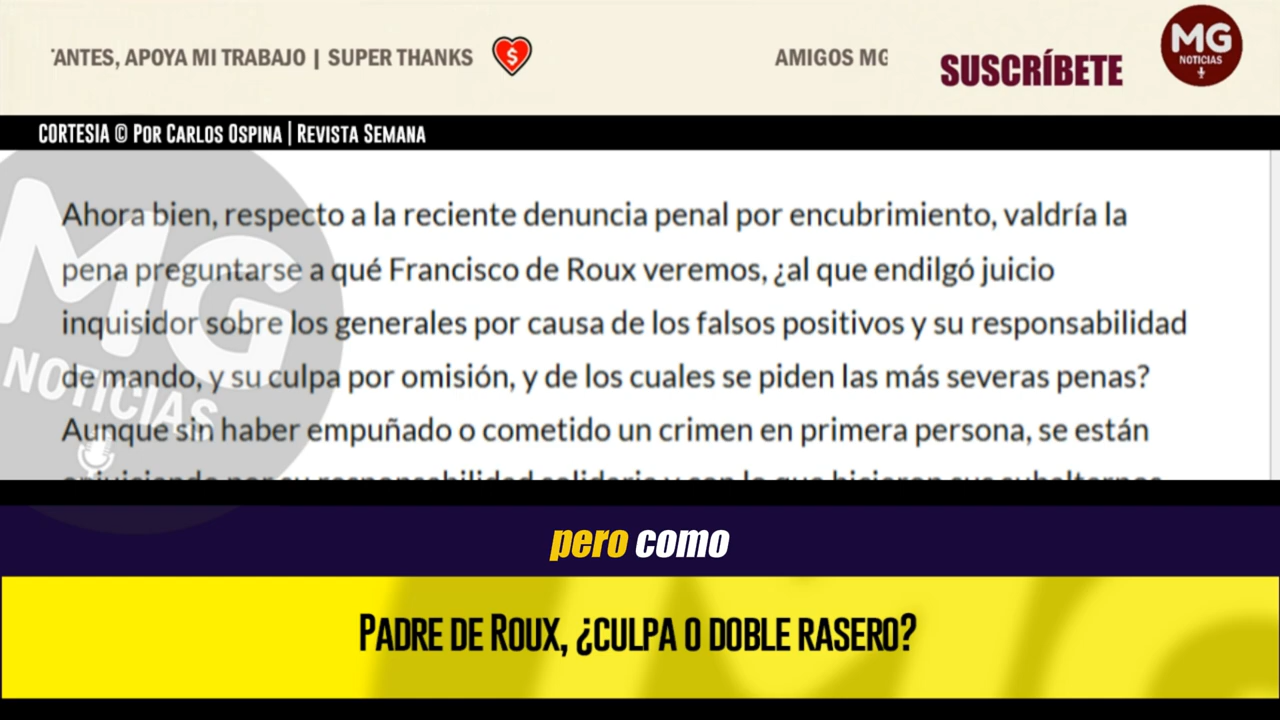 TANTES, APOYA MI TRABAJO | SUPER THANKS
AMIGOS MG
SUSCRÍBETE
MG
NOTICIAS
CORTESIA © POR CARLOS OSPINA | REVISTA SEMANA
Ahora bien, respecto a la reciente denuncia penal por encubrimiento, valdría la
pena preguntarse a qué Francisco de Roux veremos, ¿al que endilgó juicio
inquisidor sobre los generales por causa de los falsos positivos y su responsabilidad
de mando, y su culpa por omisión, y de los cuales se piden las más severas penas?
Aunque sin haber empuñado o cometido un crimen en primera persona, se están
MG
NOTICIAS
pero como
PADRE DE ROUX, ¿CULPA O DOBLE RASERO?